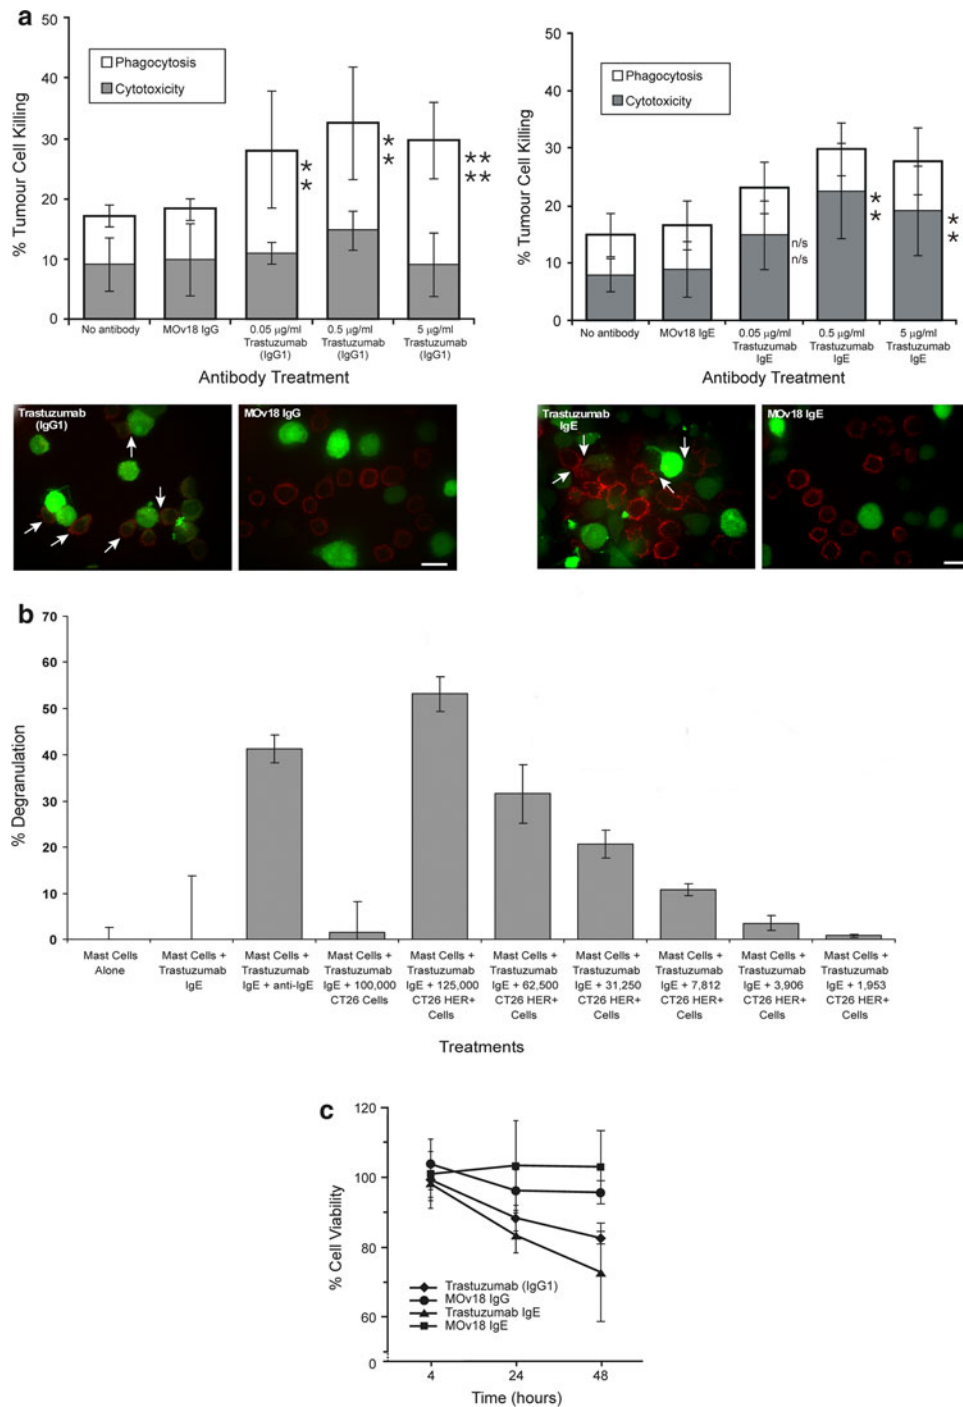 a
50
40
30
20
10
0
% Tumour Cell Killing
Phagocytosis
Cytotoxicity
**
**
** **
No antibody
MOv18 IgG
0.05 µg/ml
Trastuzumab
(IgG1)
0.5 µg/ml
Trastuzumab
(IgG1)
5 µg/ml
Trastuzumab
(IgG1)
Antibody Treatment
50
40
30
20
10
0
% Tumour Cell Killing
Phagocytosis
Cytotoxicity
n/s
n/s
**
**
No antibody
MOv18 IgE
0.05 µg/ml
Trastuzumab
IgE
0.5 µg/ml
Trastuzumab
IgE
5 µg/ml
Trastuzumab
IgE
Antibody Treatment
Trastuzumab
(IgG1)
MOv18 IgG
Trastuzumab
IgE
MOv18 IgE
b
70
60
50
40
30
20
10
0
% Degranulation
Mast Cells
Alone
Mast Cells +
Trastuzumab
IgE
Mast Cells +
Trastuzumab
IgE + anti-IgE
Mast Cells +
Trastuzumab
IgE + 100,000
CT26 Cells
Mast Cells +
Trastuzumab
IgE + 125,000
CT26 HER+
Cells
Mast Cells +
Trastuzumab
IgE + 62,500
CT26 HER+
Cells
Mast Cells +
Trastuzumab
IgE + 31,250
CT26 HER+
Cells
Mast Cells +
Trastuzumab
IgE + 7,812
CT26 HER+
Cells
Mast Cells +
Trastuzumab
IgE + 3,906
CT26 HER+
Cells
Mast Cells +
Trastuzumab
IgE + 1,953
CT26 HER+
Cells
Treatments
c
120
100
80
60
0
% Cell Viability
Trastuzumab (IgG1)
MOv18 IgG
Trastuzumab IgE
MOv18 IgE
4
24
48
Time (hours)